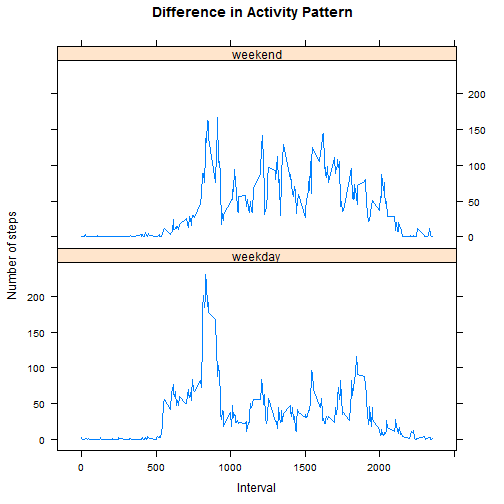 Difference in Activity Pattern
weekend
200
150
100
50
0
weekday
200
150
100
50
0
Number of steps
0 500 1000 1500 2000
Interval